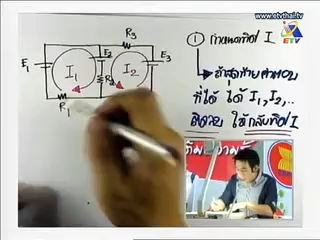 www.etvthai.tv
ETV
R3
① กำหนดทิศ I
E1
I1
E2
R2
I2
E3
→ ถ้าสุดท้ายคำตอบ
ที่ได้ ได้ I1, I2, ..
ติดลบ ให้กลับทิศ I
R1